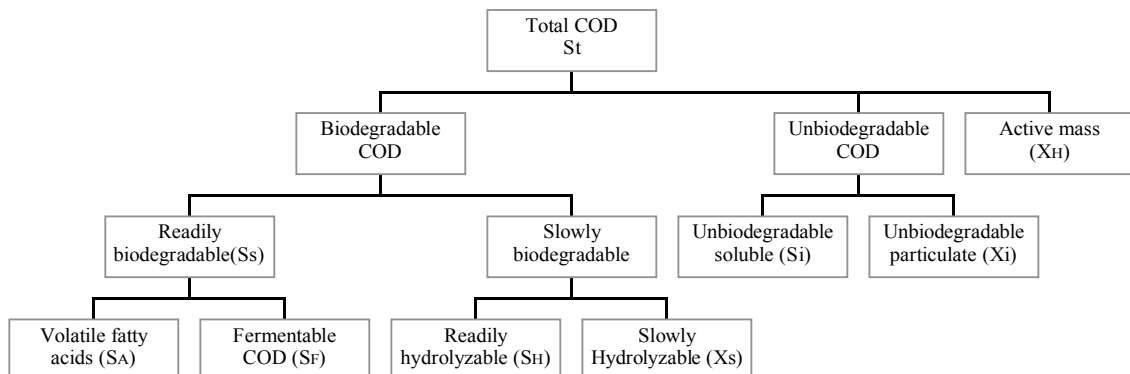 Total COD
St
Biodegradable
COD
Unbiodegradable
COD
Active mass
(XH)
Readily
biodegradable(Ss)
Slowly
biodegradable
Unbiodegradable
soluble (Si)
Unbiodegradable
particulate (Xi)
Volatile fatty
acids (SA)
Fermentable
COD (SF)
Readily
hydrolyzable (SH)
Slowly
Hydrolyzable (Xs)